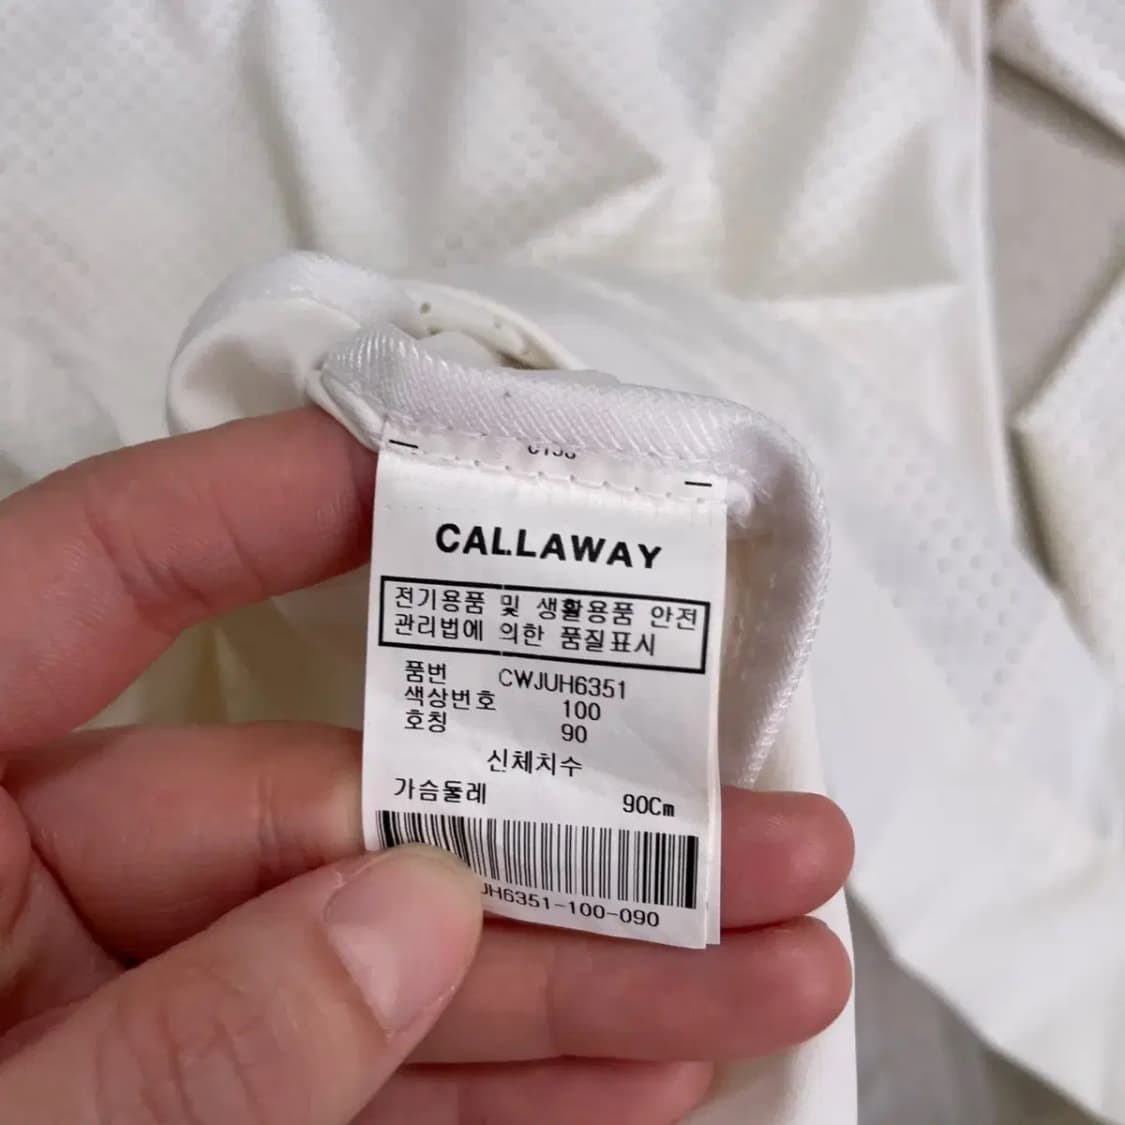 CALLAWAY
전기용품 및 생활용품 안전
관리법에 의한 품질표시
품번 CWJUH6351
색상번호 100
호칭 90
신체치수
가슴둘레 90Cm
JH6351-100-090